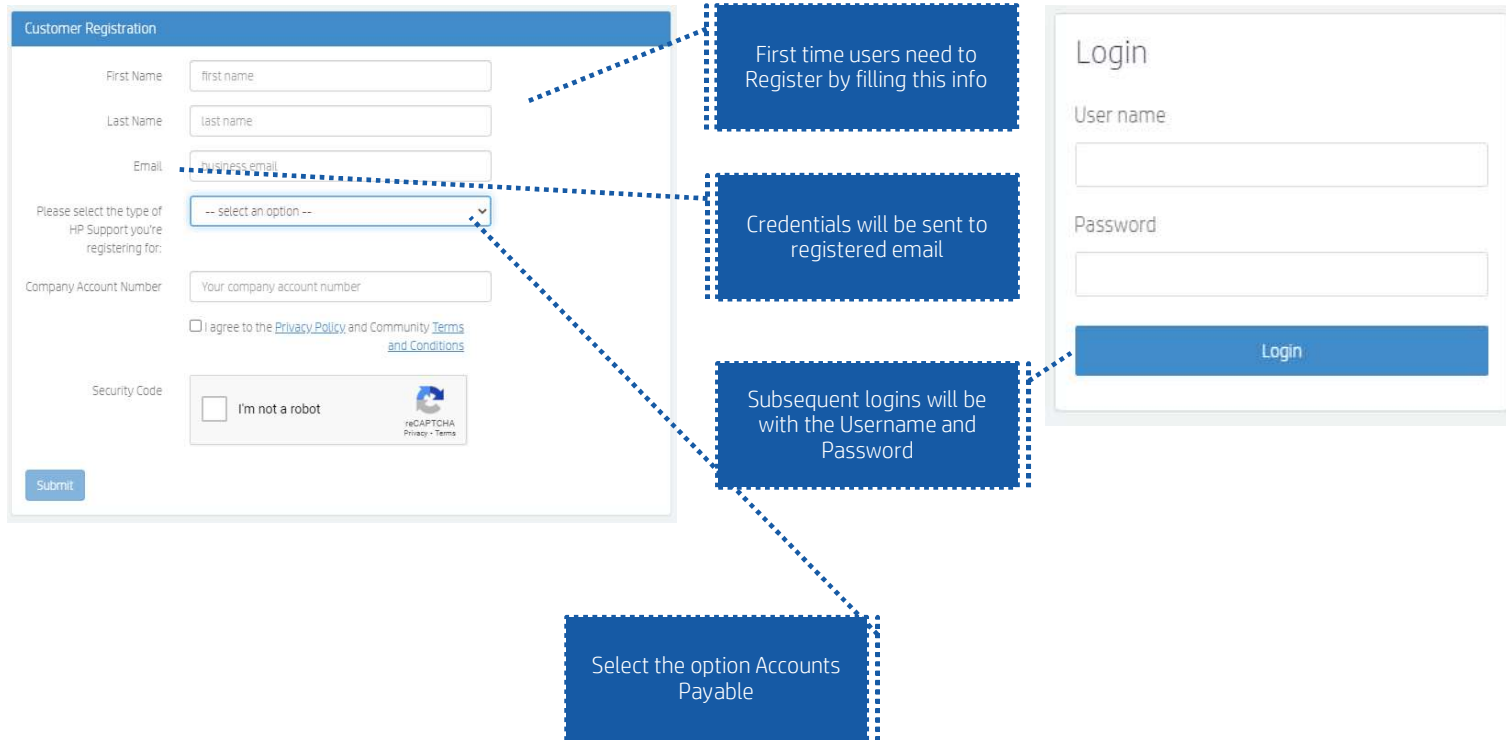 Customer Registration
First Name
first name
Last Name
last name
Email
business email
Please select the type of
HP Support you're
registering for:
-- select an option --
Company Account Number
Your company account number
I agree to the Privacy Policy and Community Terms
and Conditions
Security Code
I'm not a robot
reCAPTCHA
Privacy - Terms
Submit
First time users need to
Register by filling this info
Credentials will be sent to
registered email
Subsequent logins will be
with the Username and
Password
Select the option Accounts
Payable
Login
User name
Password
Login